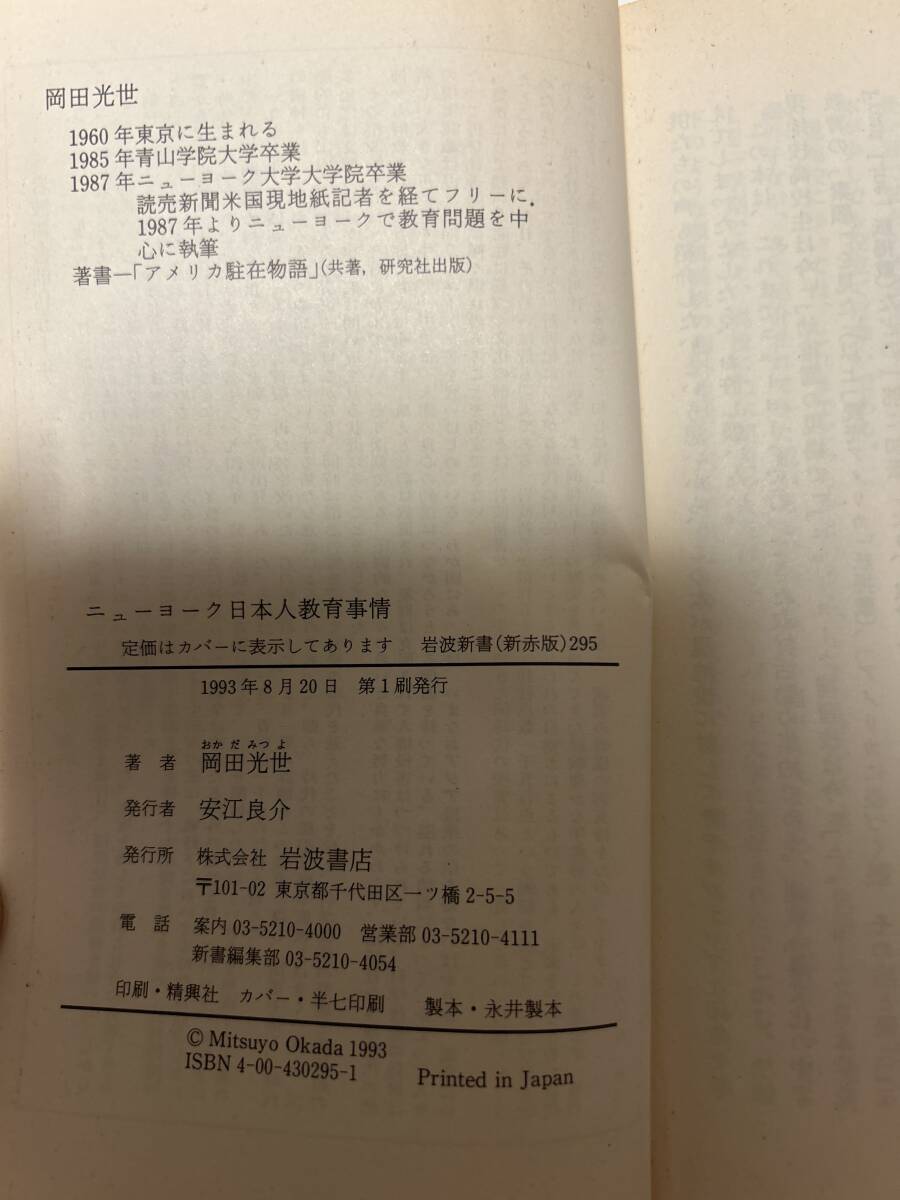 岡田光世
1960年東京に生まれる
1985年青山学院大学卒業
1987年ニューヨーク大学大学院卒業
読売新聞米国現地紙記者を経てフリーに.
1987年よりニューヨークで教育問題を中
心に執筆
著書―「アメリカ駐在物語」(共著, 研究社出版)
ニューヨーク日本人教育事情
定価はカバーに表示してあります 岩波新書(新赤版)295
1993年8月20日 第1刷発行
おかだみつよ
著者 岡田光世
発行者 安江良介
発行所 株式会社 岩波書店
〒101-02 東京都千代田区一ツ橋2-5-5
電話 案内03-5210-4000 営業部03-5210-4111
新書編集部03-5210-4054
印刷・精興社 カバー・半七印刷 製本・永井製本
© Mitsuyo Okada 1993
ISBN 4-00-430295-1 Printed in Japan